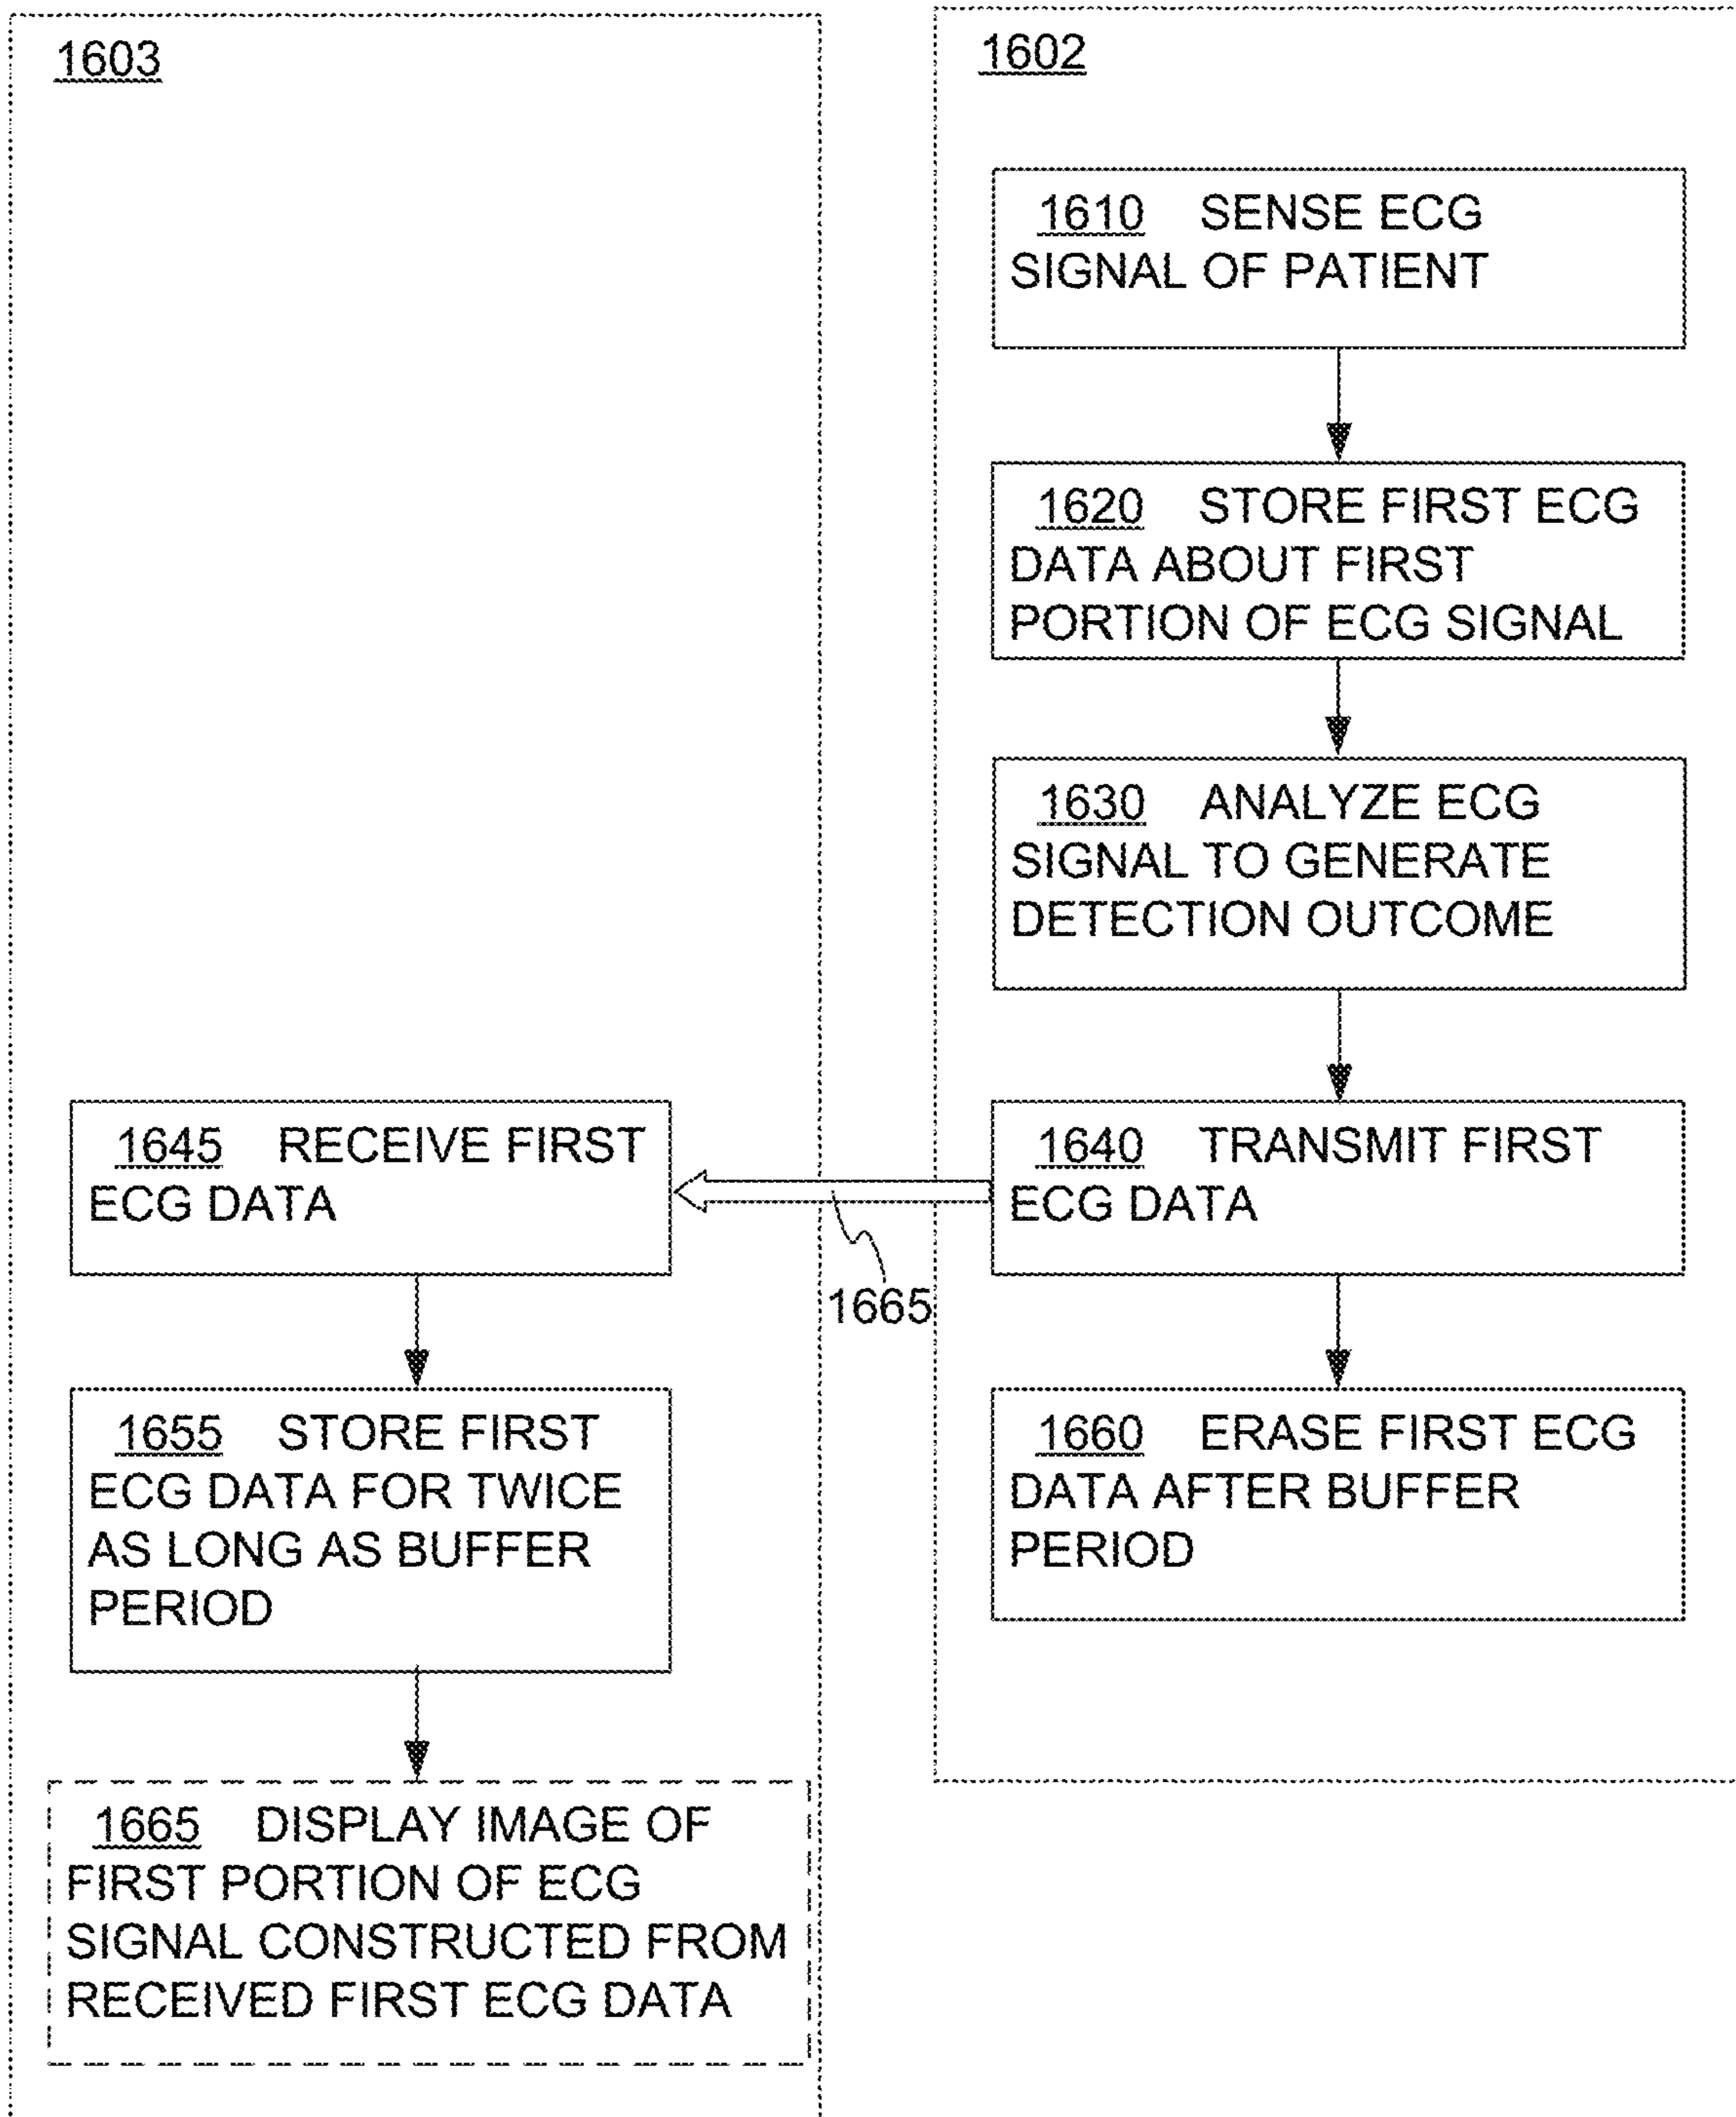 1603
1602
1610 SENSE ECG
SIGNAL OF PATIENT
1620 STORE FIRST ECG
DATA ABOUT FIRST
PORTION OF ECG SIGNAL
1630 ANALYZE ECG
SIGNAL TO GENERATE
DETECTION OUTCOME
1645 RECEIVE FIRST
ECG DATA
1640 TRANSMIT FIRST
ECG DATA
1665
1655 STORE FIRST
ECG DATA FOR TWICE
AS LONG AS BUFFER
PERIOD
1660 ERASE FIRST ECG
DATA AFTER BUFFER
PERIOD
1665 DISPLAY IMAGE OF
FIRST PORTION OF ECG
SIGNAL CONSTRUCTED FROM
RECEIVED FIRST ECG DATA